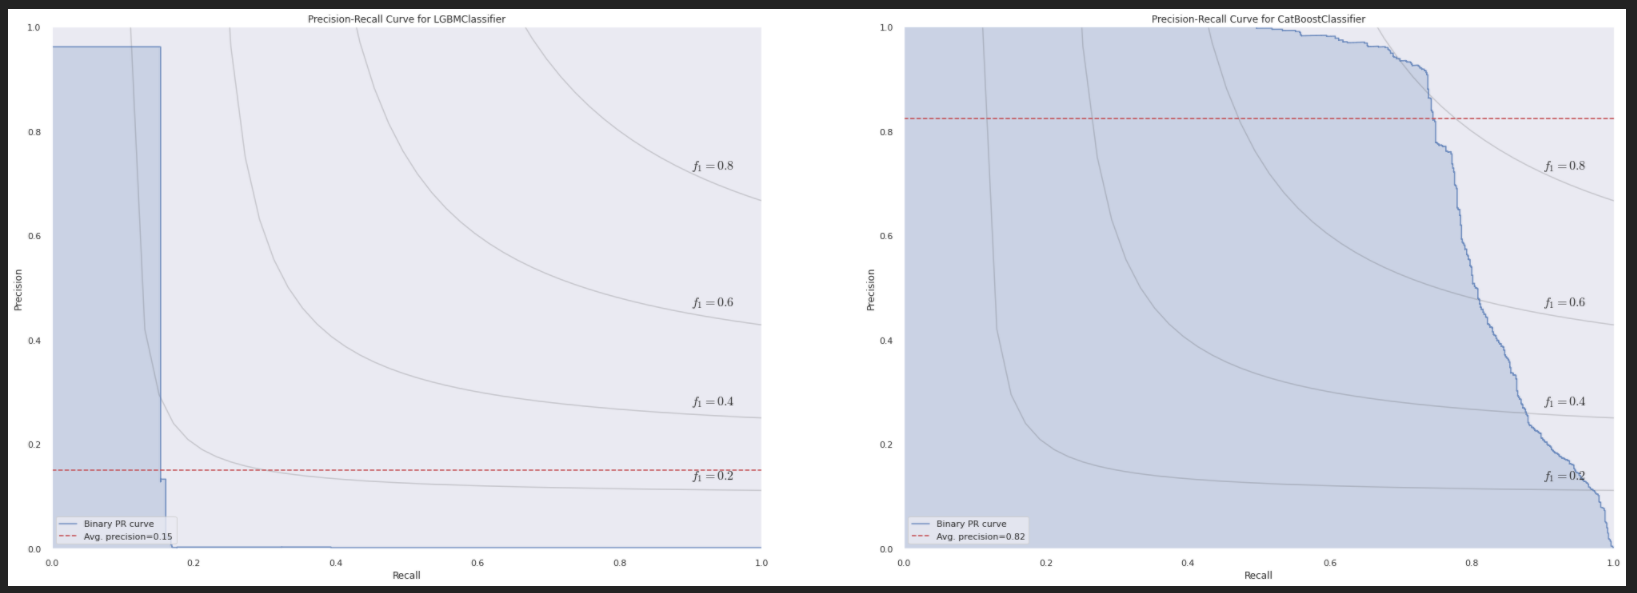 Precision-Recall Curve for LGBMClassifier
1.0
0.8
0.6
0.4
0.2
0.0
Precision
f₁ = 0.8
f₁ = 0.6
f₁ = 0.4
f₁ = 0.2
Binary PR curve
Avg. precision=0.15
0.0 0.2 0.4 0.6 0.8 1.0
Recall
Precision-Recall Curve for CatBoostClassifier
1.0
0.8
0.6
0.4
0.2
0.0
Precision
f₁ = 0.8
f₁ = 0.6
f₁ = 0.4
f₁ = 0.2
Binary PR curve
Avg. precision=0.82
0.0 0.2 0.4 0.6 0.8 1.0
Recall